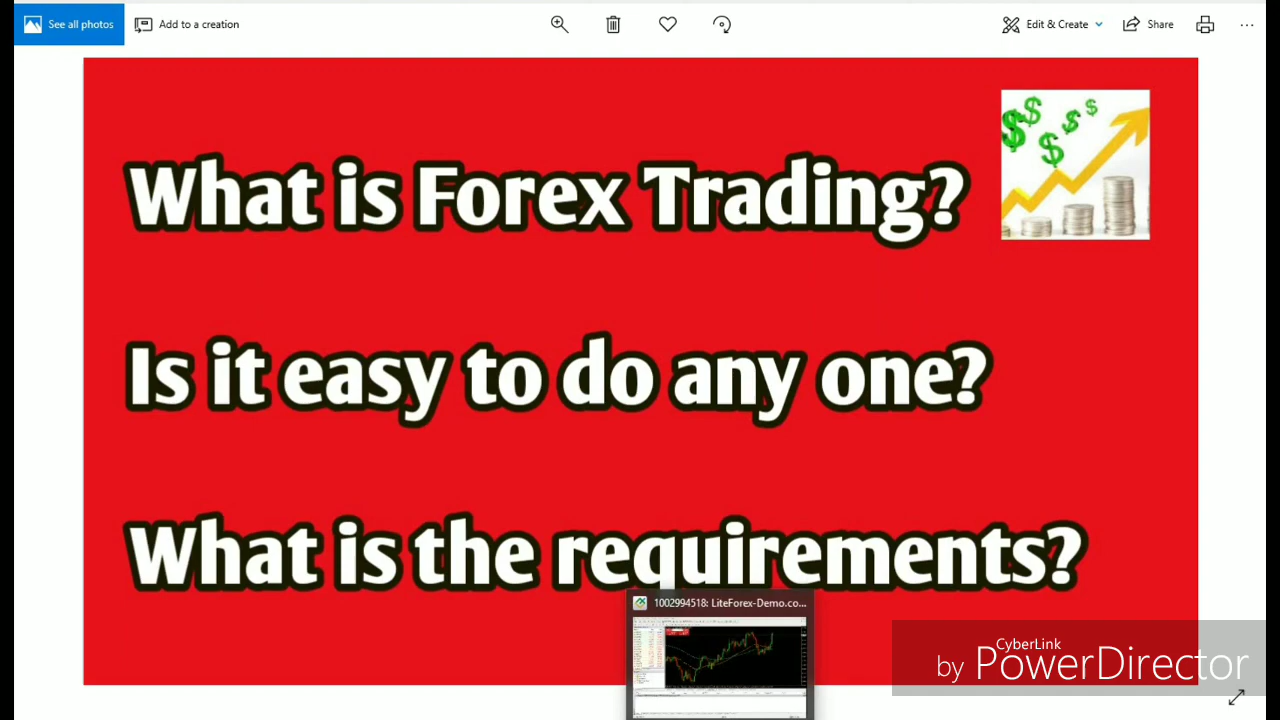 See all photos Add to a creation Edit & Create Share
What is Forex Trading?
Is it easy to do any one?
What is the requirements?
1002994518: LiteForex-Demo.co...
CyberLink
by PowerDirector